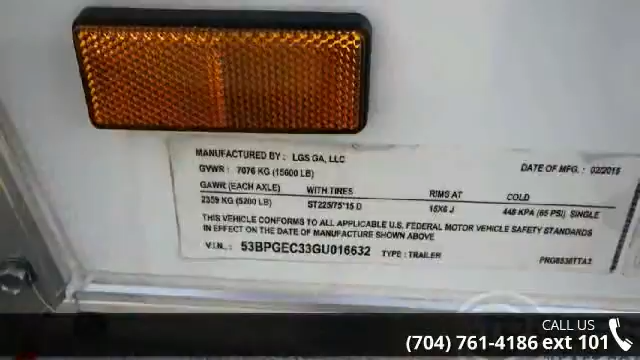 MANUFACTURED BY: LGS GA, LLC
DATE OF MFG.: 02/2015
GVWR: 7076 KG (15600 LB)
GAWR (EACH AXLE) WITH TIRES RIMS AT COLD
2359 KG (5200 LB) ST225/75*15 D 15X6 J 448 KPA (65 PSI) SINGLE
THIS VEHICLE CONFORMS TO ALL APPLICABLE U.S. FEDERAL MOTOR VEHICLE SAFETY STANDARDS
IN EFFECT ON THE DATE OF MANUFACTURE SHOWN ABOVE
V.I.N.: 53BPGEC33GU016632 TYPE: TRAILER
CALL US
(704) 761-4186 ext 101